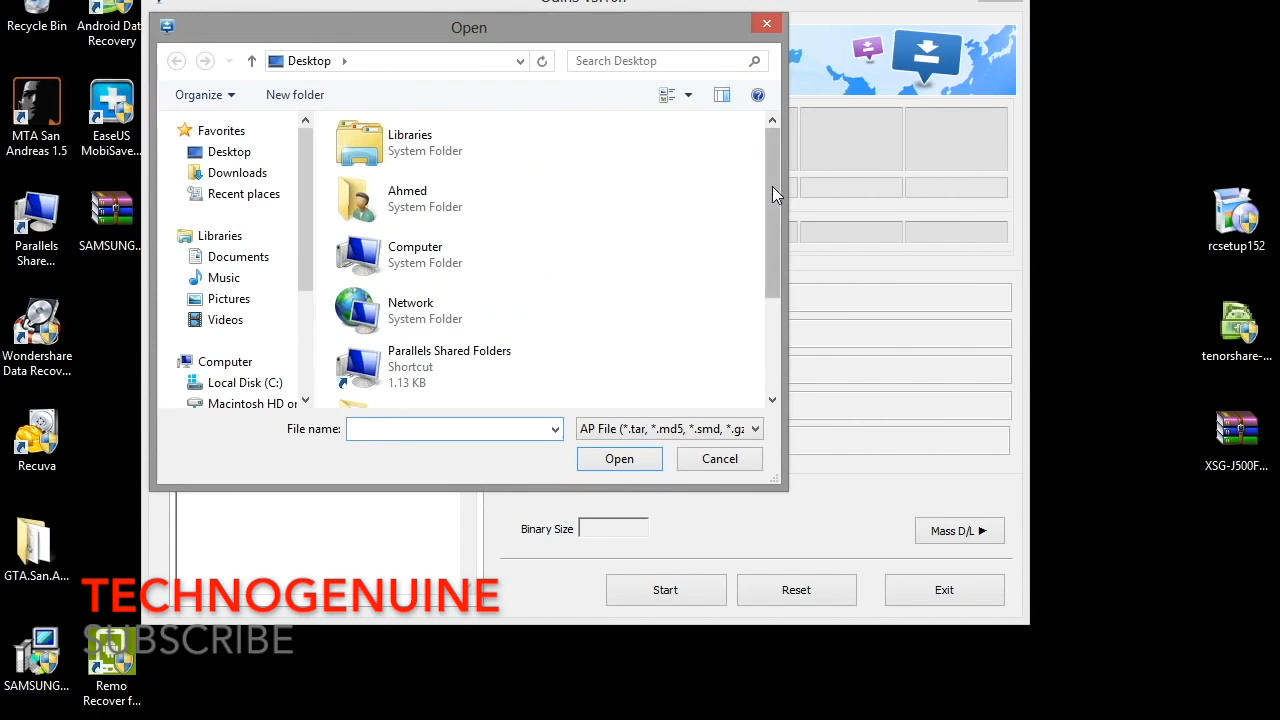 Recycle Bin
Android Data
Recovery
MTA San
Andreas 1.5
EaseUS
MobiSave...
Parallels
Share...
SAMSUNG...
Wondershare
Data Recov...
Recuva
GTA.San.A...
SAMSUNG...
Remo
Recover f...
Open
Desktop
Search Desktop
Organize
New folder
Favorites
Desktop
Downloads
Recent places
Libraries
Documents
Music
Pictures
Videos
Computer
Local Disk (C:)
Macintosh HD or
Libraries
System Folder
Ahmed
System Folder
Computer
System Folder
Network
System Folder
Parallels Shared Folders
Shortcut
1.13 KB
File name:
AP File (*.tar, *.md5, *.smd, *.gz
Open
Cancel
Binary Size
Mass D/L ▶
Start
Reset
Exit
TECHNOGENUINE
SUBSCRIBE
rcsetup152
tenorshare-...
XSG-J500F...